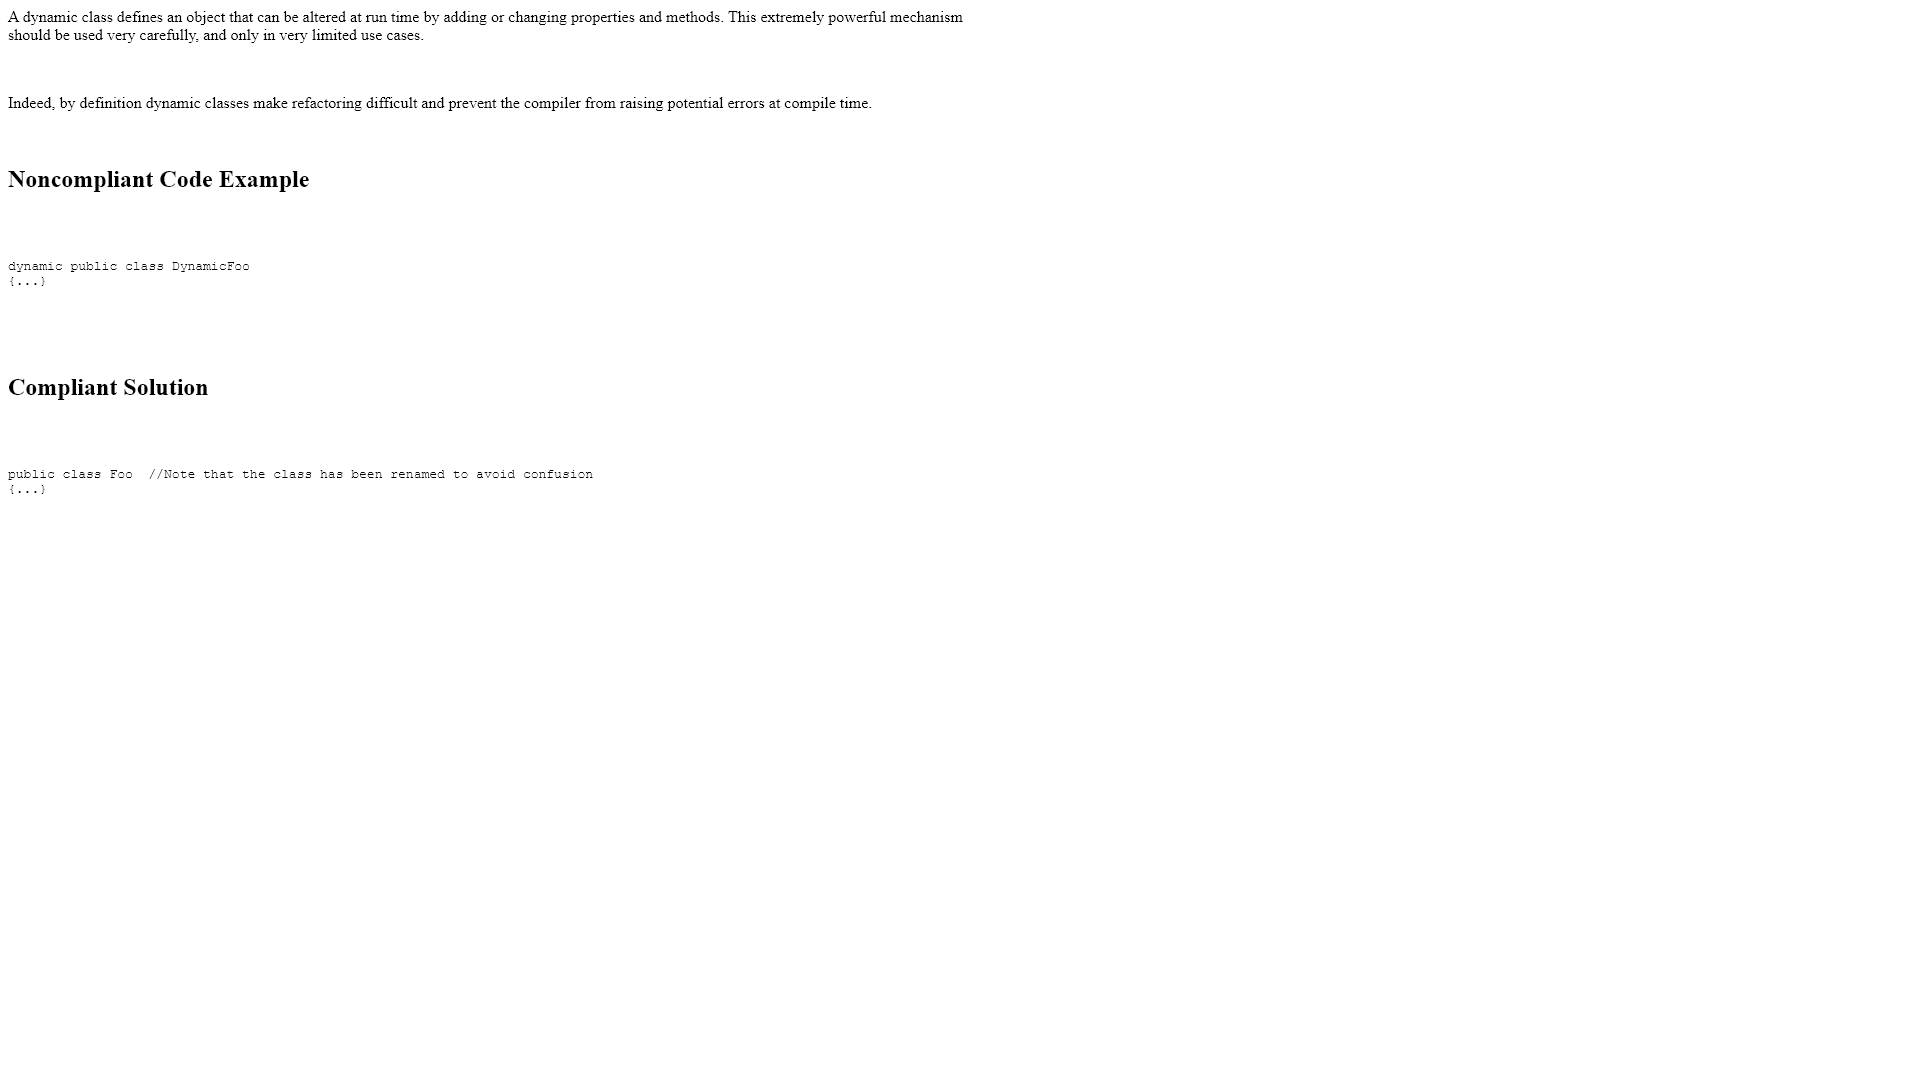 A dynamic class defines an object that can be altered at run time by adding or changing properties and methods. This extremely powerful mechanism
should be used very carefully, and only in very limited use cases.
Indeed, by definition dynamic classes make refactoring difficult and prevent the compiler from raising potential errors at compile time.
Noncompliant Code Example
dynamic public class DynamicFoo
{...}
Compliant Solution
public class Foo  //Note that the class has been renamed to avoid confusion
{...}